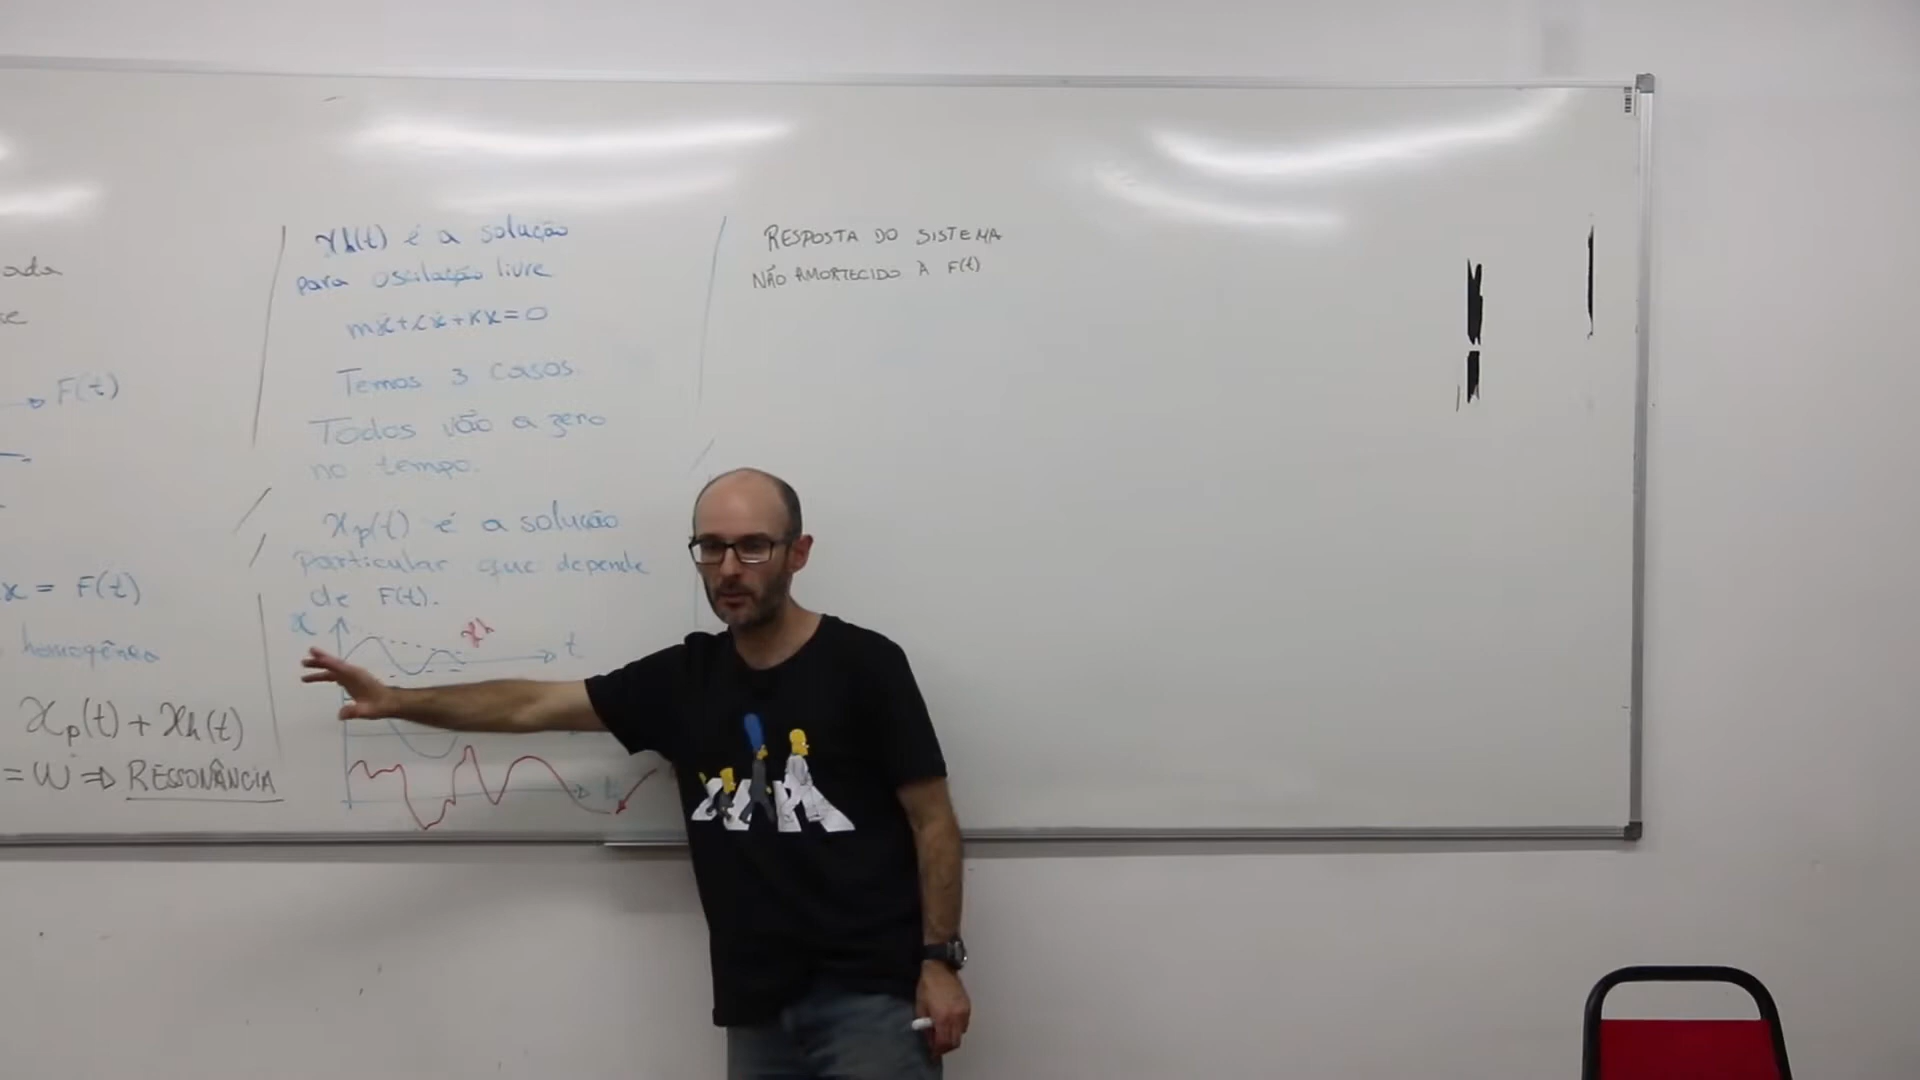 ada
F(t)
x = F(t)
homogênea
xp(t) + xh(t)
= ω ⇒ RESSONÂNCIA
xh(t) é a solução
para oscilação livre
mẍ+cẋ+kx=0
Temos 3 casos
Todos vão a zero
no tempo.
xp(t) é a solução
particular que depende
de F(t).
x
xh
t
t
RESPOSTA DO SISTEMA
NÃO AMORTECIDO À F(t)